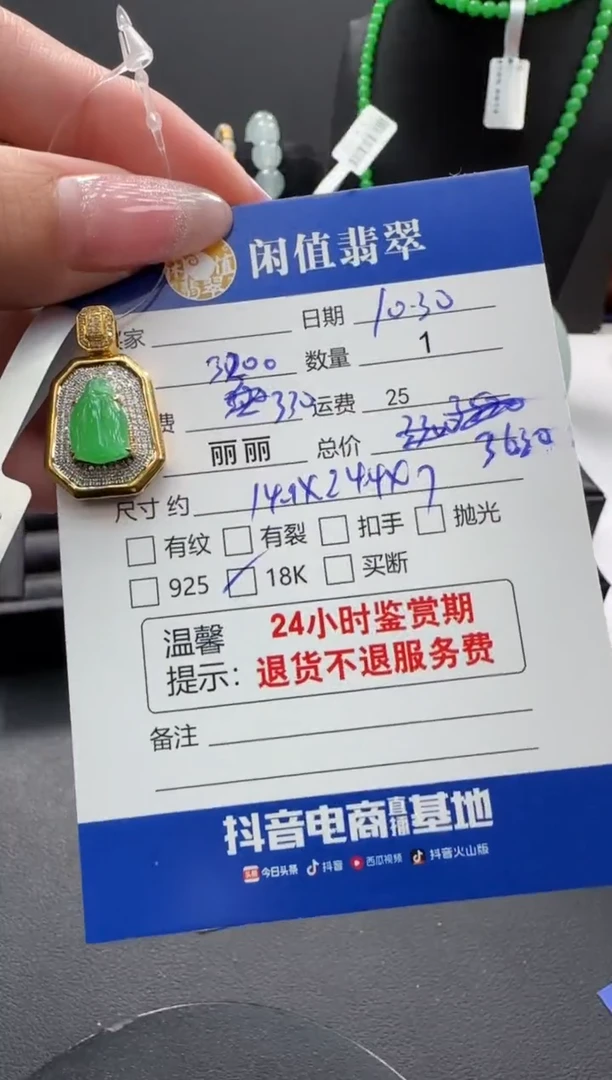 闲值翡翠
家 日期 10.30
3200 数量 1
费 330 运费 25
丽丽 总价 3630
尺寸 约 14.1X24.4X7
有纹 有裂 扣手 抛光
925 18K 买断
温馨提示：24小时鉴赏期
退货不退服务费
备注
抖音电商直播基地
头条 今日头条 抖音 西瓜视频 抖音火山版